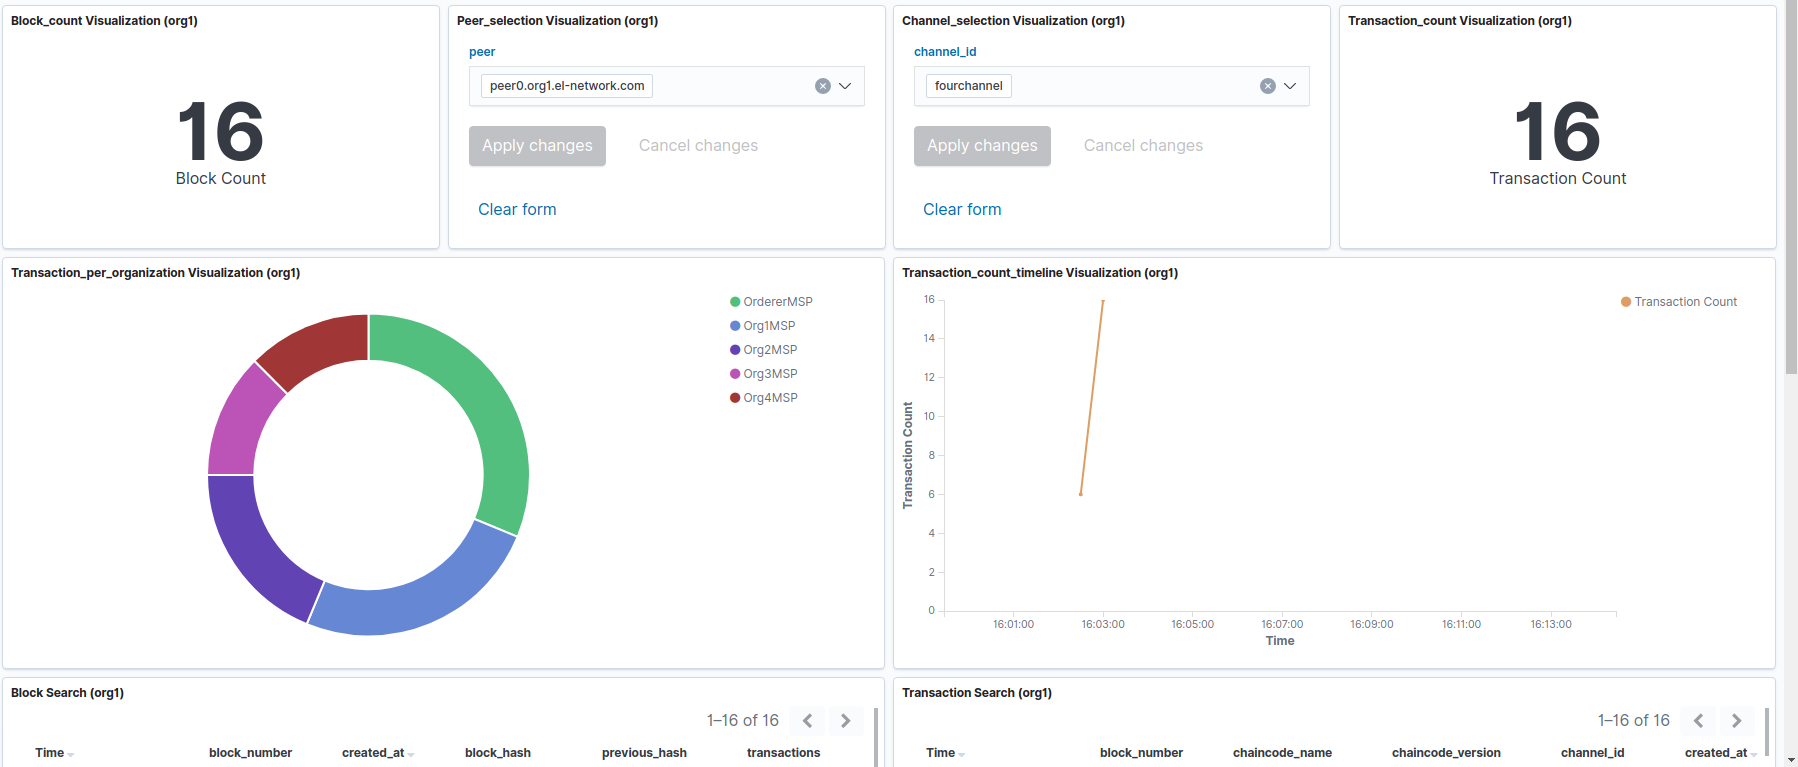 Block_count Visualization (org1)
16
Block Count
Peer_selection Visualization (org1)
peer
peer0.org1.el-network.com
Apply changes
Cancel changes
Clear form
Channel_selection Visualization (org1)
channel_id
fourchannel
Apply changes
Cancel changes
Clear form
Transaction_count Visualization (org1)
16
Transaction Count
Transaction_per_organization Visualization (org1)
OrdererMSP
Org1MSP
Org2MSP
Org3MSP
Org4MSP
Transaction_count_timeline Visualization (org1)
Transaction Count
16
14
12
10
8
6
4
2
0
Transaction Count
16:01:00 16:03:00 16:05:00 16:07:00 16:09:00 16:11:00 16:13:00
Time
Block Search (org1)
1–16 of 16
Time block_number created_at block_hash previous_hash transactions
Transaction Search (org1)
1–16 of 16
Time block_number chaincode_name chaincode_version channel_id created_at